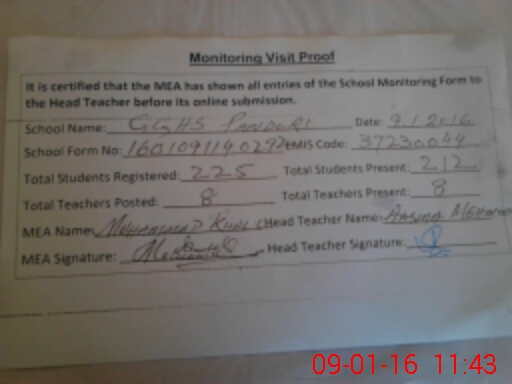 Monitoring Visit Proof
It is certified that the MEA has shown all entries of the School Monitoring Form to
the Head Teacher before its online submission.
School Name: GGHS PANDORI Date: 9.1.2016
School Form No: EMIS Code: 37230049
Total Students Registered: 225 Total Students Present: 212
Total Teachers Posted: 8 Total Teachers Present: 8
MEA Name: Head Teacher Name:
MEA Signature: Head Teacher Signature:
09-01-16 11:43